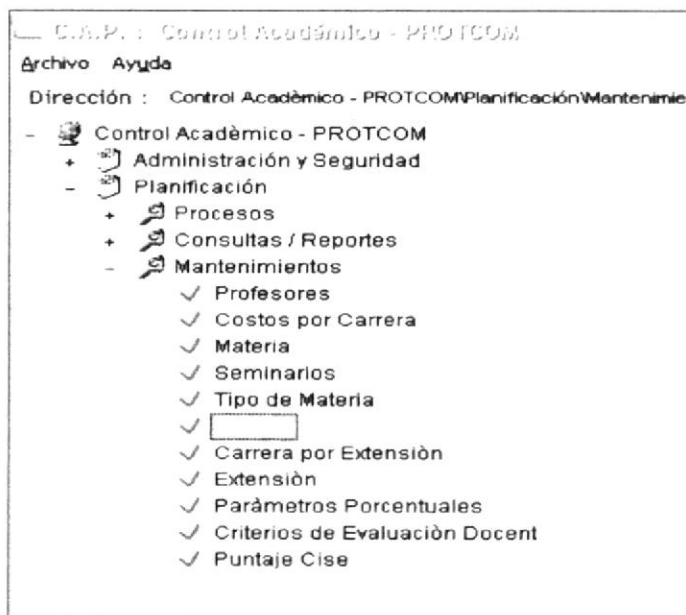 C.A.P. : Control Académico - PROTCOM
Archivo Ayuda
Dirección : Control Acadèmico - PROTCOM\Planificación\Mantenimie
Control Acadèmico - PROTCOM
Administración y Seguridad
Planificación
Procesos
Consultas / Reportes
Mantenimientos
Profesores
Costos por Carrera
Materia
Seminarios
Tipo de Materia
Carrera por Extensiòn
Extensiòn
Paràmetros Porcentuales
Criterios de Evaluaciòn Docent
Puntaje Cise